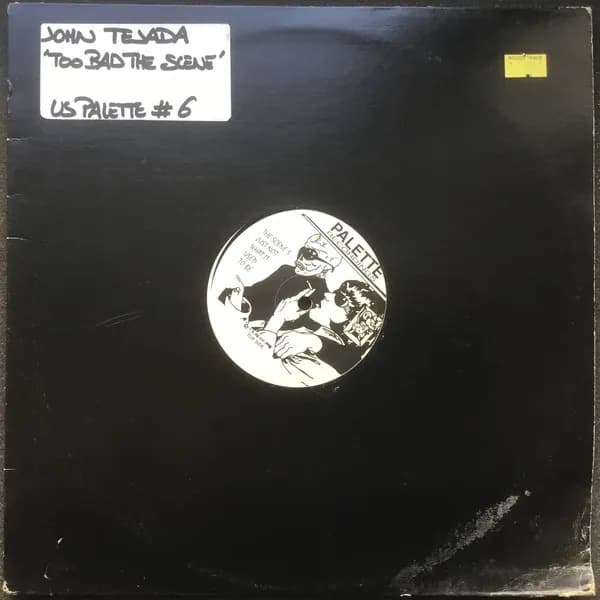 JOHN TEJADA
'TOO BAD THE SCENE'
US PALETTE # 6
PALETTE
THE SCENE'S
JUST NOT
WHAT IT
USED
TO BE